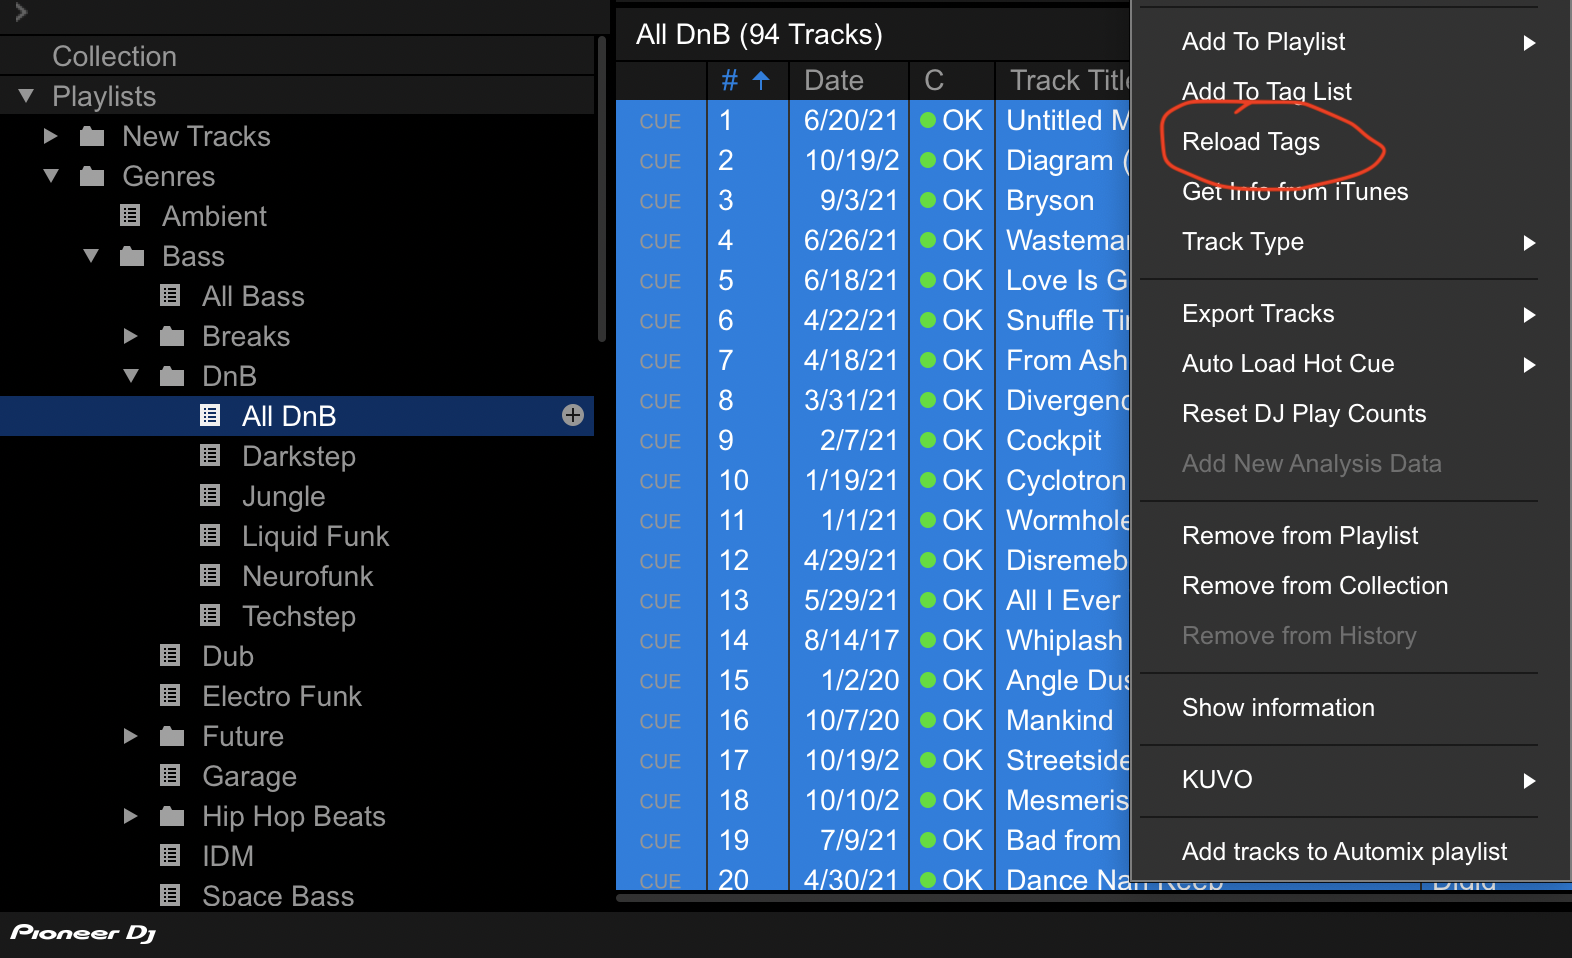 Collection
Playlists
New Tracks
Genres
Ambient
Bass
All Bass
Breaks
DnB
All DnB
Darkstep
Jungle
Liquid Funk
Neurofunk
Techstep
Dub
Electro Funk
Future
Garage
Hip Hop Beats
IDM
Space Bass
Pioneer Dj
All DnB (94 Tracks)
# Date C Track Title
CUE 1 6/20/21 OK Untitled M
CUE 2 10/19/2 OK Diagram (
CUE 3 9/3/21 OK Bryson
CUE 4 6/26/21 OK Wastema
CUE 5 6/18/21 OK Love Is G
CUE 6 4/22/21 OK Snuffle Ti
CUE 7 4/18/21 OK From Ash
CUE 8 3/31/21 OK Divergenc
CUE 9 2/7/21 OK Cockpit
CUE 10 1/19/21 OK Cyclotron
CUE 11 1/1/21 OK Wormhole
CUE 12 4/29/21 OK Disremeb
CUE 13 5/29/21 OK All I Ever
CUE 14 8/14/17 OK Whiplash
CUE 15 1/2/20 OK Angle Dus
CUE 16 10/7/20 OK Mankind
CUE 17 10/19/2 OK Streetside
CUE 18 10/10/2 OK Mesmeris
CUE 19 7/9/21 OK Bad from
CUE 20 4/30/21 OK Dance Na
Add To Playlist
Add To Tag List
Reload Tags
Get Info from iTunes
Track Type
Export Tracks
Auto Load Hot Cue
Reset DJ Play Counts
Add New Analysis Data
Remove from Playlist
Remove from Collection
Remove from History
Show information
KUVO
Add tracks to Automix playlist